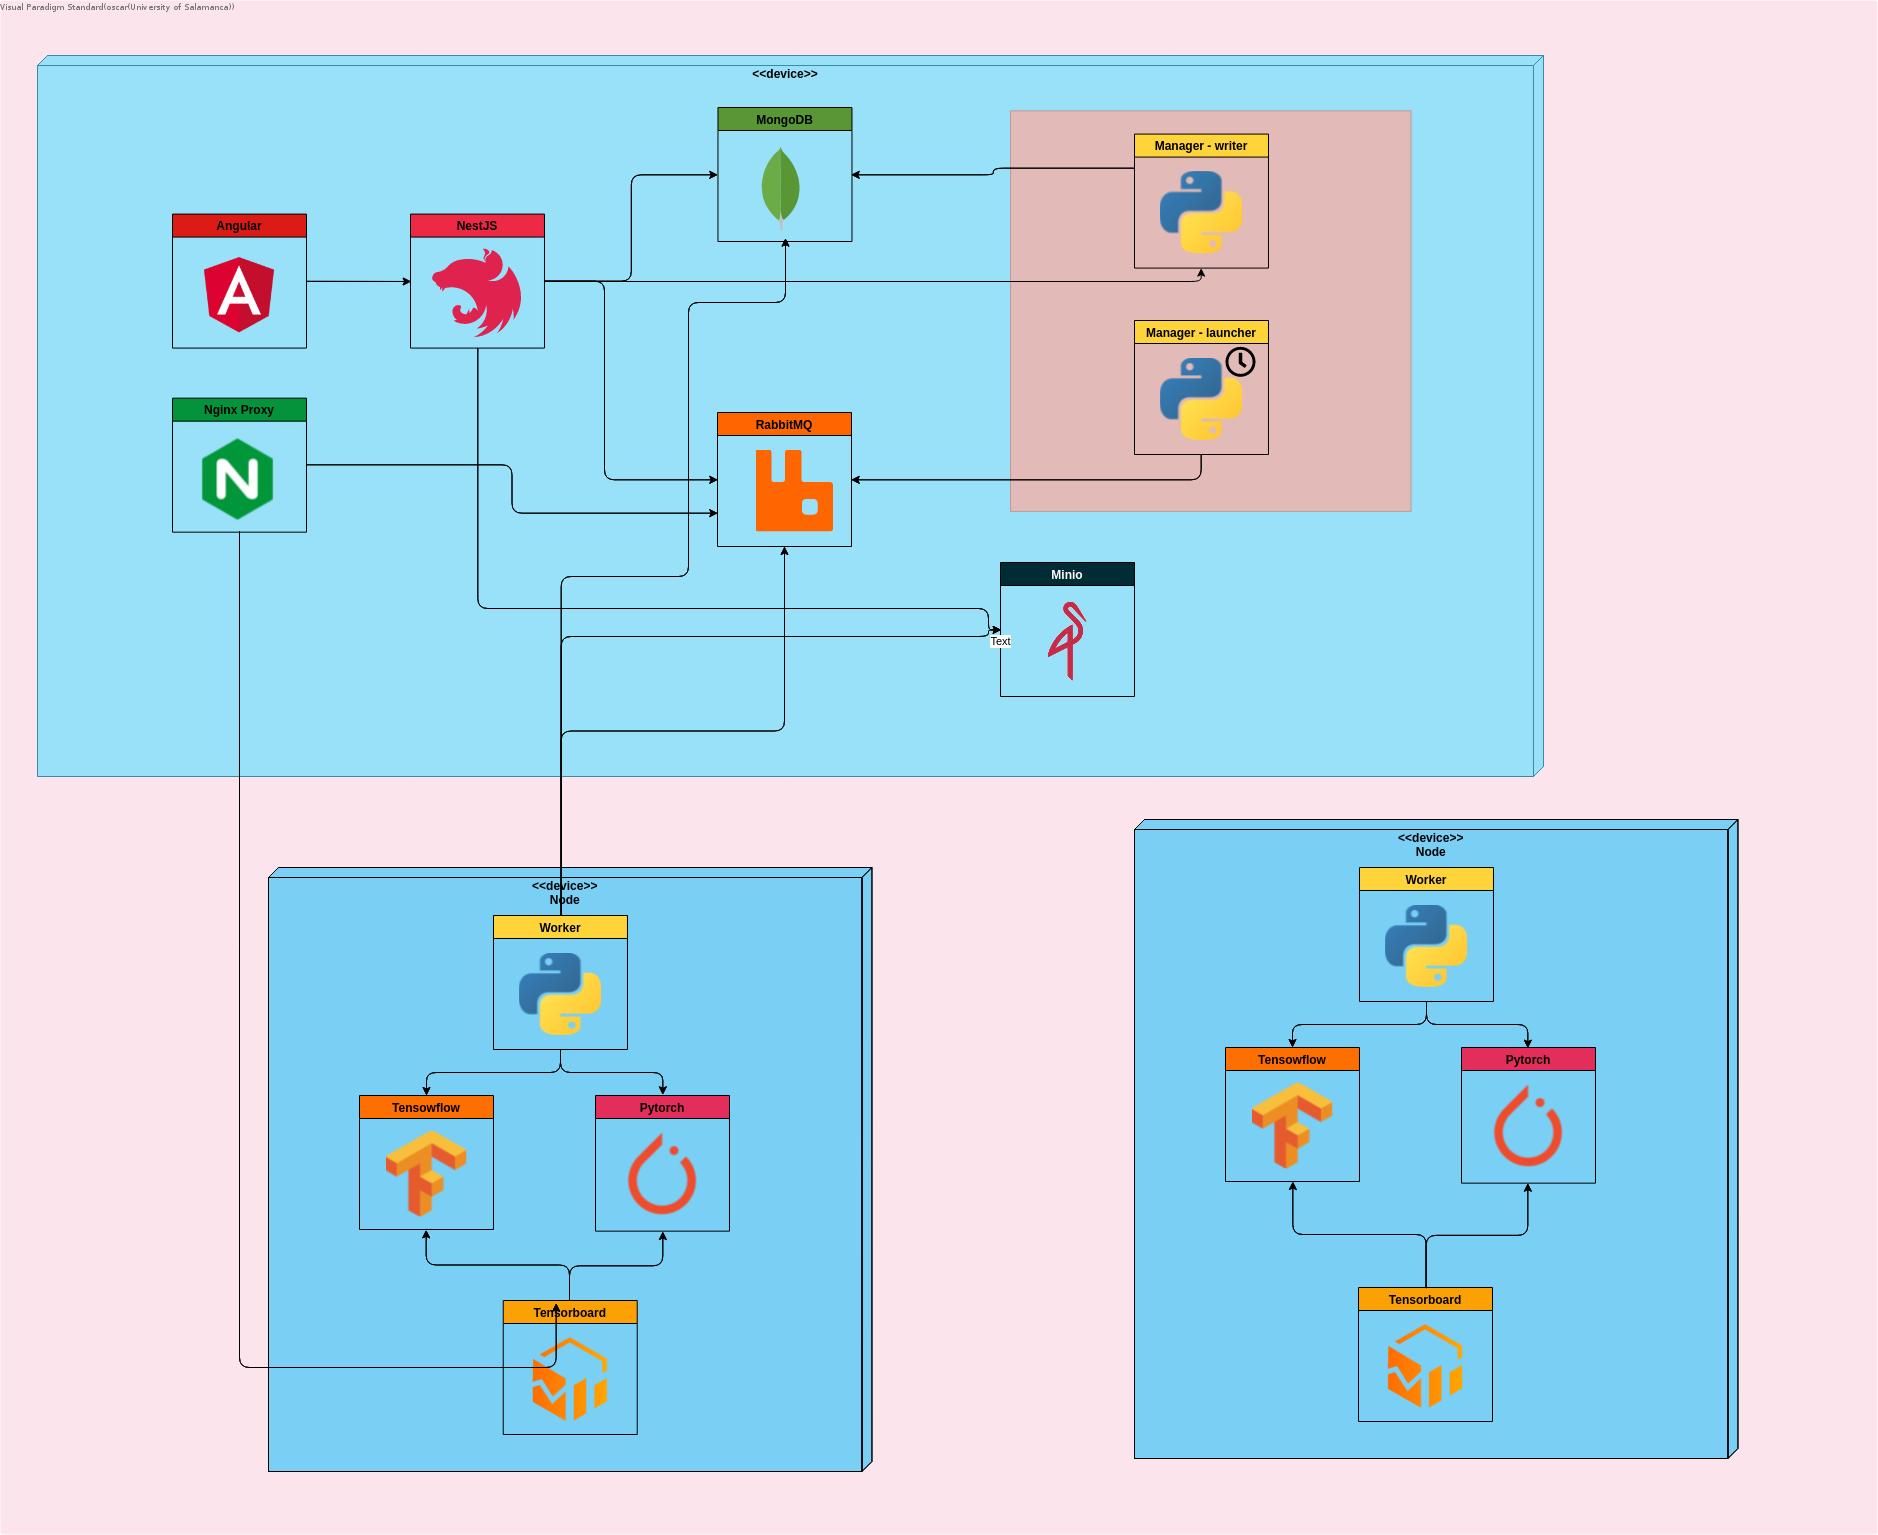 Visual Paradigm Standard(oscar(University of Salamanca))
<<device>>
MongoDB
Manager - writer
Angular
NestJS
Manager - launcher
Nginx Proxy
RabbitMQ
Minio
Text
<<device>>
Node
Worker
Tensowflow
Pytorch
Tensorboard
<<device>>
Node
Worker
Tensowflow
Pytorch
Tensorboard